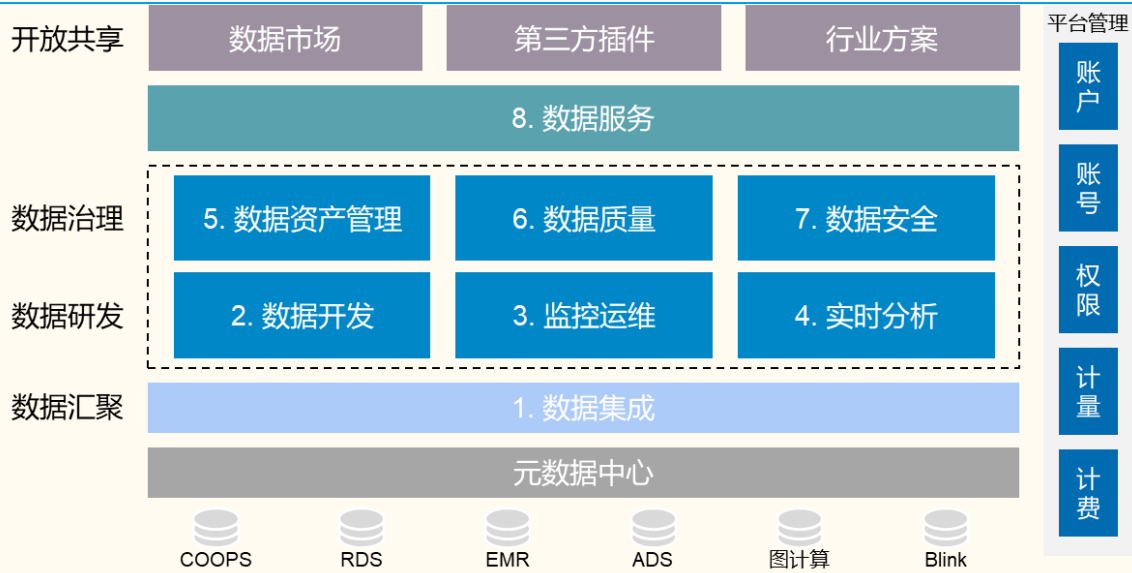 开放共享
数据市场
第三方插件
行业方案
8. 数据服务
数据治理
5. 数据资产管理
6. 数据质量
7. 数据安全
数据研发
2. 数据开发
3. 监控运维
4. 实时分析
数据汇聚
1. 数据集成
元数据中心
COOPS
RDS
EMR
ADS
图计算
Blink
平台管理
账
户
账
号
权
限
计
量
计
费